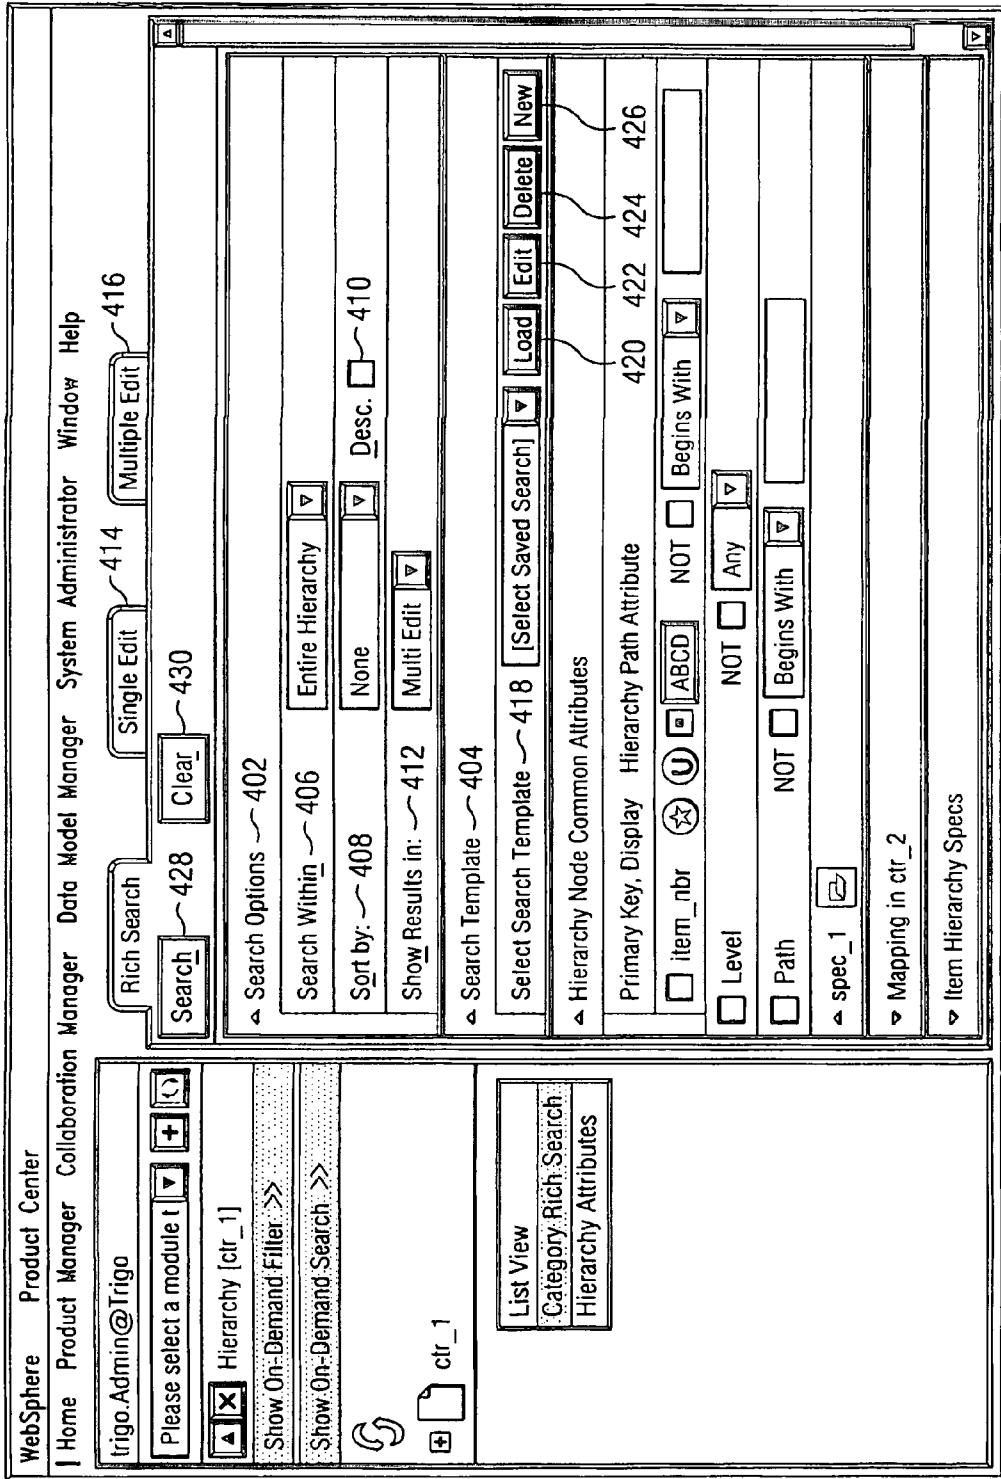 WebSphere Product Center
Home Product Manager Collaboration Manager Data Model Manager System Administrator Window Help
trigo.Admin@Trigo
Please select a module t
Hierarchy [ctr_1]
Show On-Demand Filter >>
Show On-Demand Search >>
ctr_1
List View
Category Rich Search
Hierarchy Attributes
Rich Search
Single Edit 414
Multiple Edit 416
Search 428
Clear 430
Search Options 402
Search Within 406 Entire Hierarchy
Sort by: 408 None Desc. 410
Show Results in: 412 Multi Edit
Search Template 404
Select Search Template 418 [Select Saved Search] Load Edit Delete New
420 422 424 426
Hierarchy Node Common Attributes
Primary Key, Display Hierarchy Path Attribute
item_nbr U ABCD NOT Begins With
Level NOT Any
Path NOT Begins With
spec_1
Mapping in ctr_2
Item Hierarchy Specs